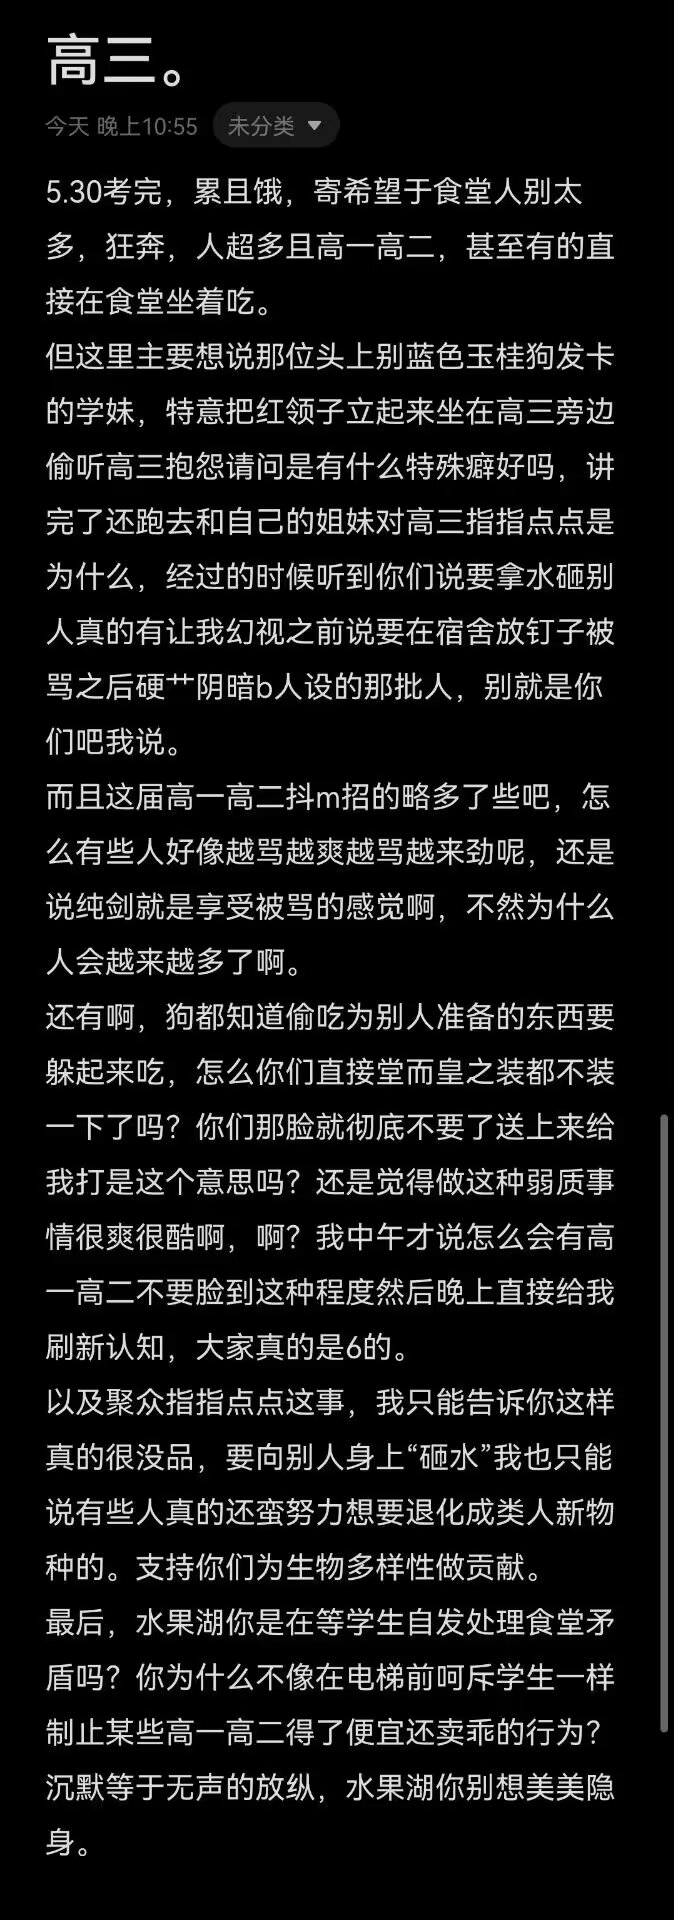 高三。
今天 晚上10:55 未分类
5.30考完，累且饿，寄希望于食堂人别太
多，狂奔，人超多且高一高二，甚至有的直
接在食堂坐着吃。
但这里主要想说那位头上别蓝色玉桂狗发卡
的学妹，特意把红领子立起来坐在高三旁边
偷听高三抱怨请问是有什么特殊癖好吗，讲
完了还跑去和自己的姐妹对高三指指点点是
为什么，经过的时候听到你们说要拿水砸别
人真的有让我幻视之前说要在宿舍放钉子被
骂之后硬艹阴暗b人设的那批人，别就是你
们吧我说。
而且这届高一高二抖m招的略多了些吧，怎
么有些人好像越骂越爽越骂越来劲呢，还是
说纯剑就是享受被骂的感觉啊，不然为什么
人会越来越多了啊。
还有啊，狗都知道偷吃为别人准备的东西要
躲起来吃，怎么你们直接堂而皇之装都不装
一下了吗？你们那脸就彻底不要了送上来给
我打是这个意思吗？还是觉得做这种弱质事
情很爽很酷啊，啊？我中午才说怎么会有高
一高二不要脸到这种程度然后晚上直接给我
刷新认知，大家真的是6的。
以及聚众指指点点这事，我只能告诉你这样
真的很没品，要向别人身上“砸水”我也只能
说有些人真的还蛮努力想要退化成类人新物
种的。支持你们为生物多样性做贡献。
最后，水果湖你是在等学生自发处理食堂矛
盾吗？你为什么不像在电梯前呵斥学生一样
制止某些高一高二得了便宜还卖乖的行为？
沉默等于无声的放纵，水果湖你别想美美隐
身。